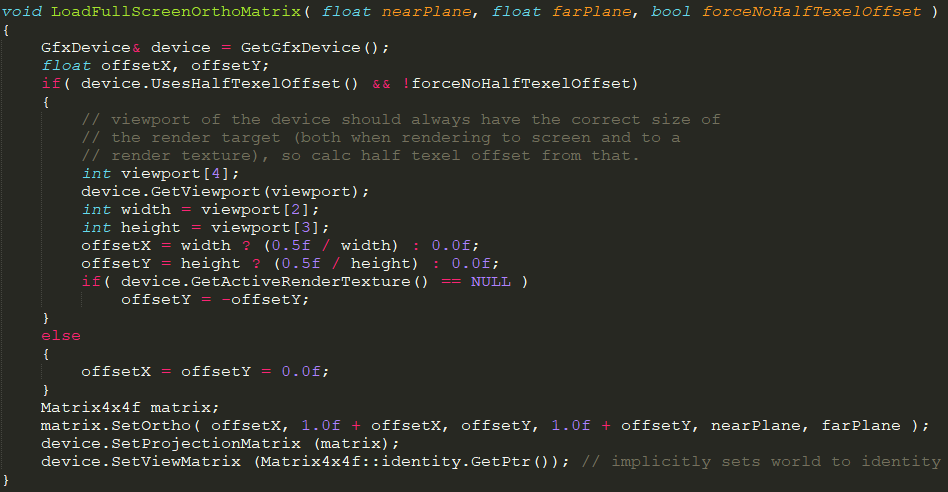 void LoadFullScreenOrthoMatrix( float nearPlane, float farPlane, bool forceNoHalfTexelOffset )
{
    GfxDevice& device = GetGfxDevice();
    float offsetX, offsetY;
    if( device.UsesHalfTexelOffset() && !forceNoHalfTexelOffset)
    {
        // viewport of the device should always have the correct size of
        // the render target (both when rendering to screen and to a
        // render texture), so calc half texel offset from that.
        int viewport[4];
        device.GetViewport(viewport);
        int width = viewport[2];
        int height = viewport[3];
        offsetX = width ? (0.5f / width) : 0.0f;
        offsetY = height ? (0.5f / height) : 0.0f;
        if( device.GetActiveRenderTexture() == NULL )
            offsetY = -offsetY;
    }
    else
    {
        offsetX = offsetY = 0.0f;
    }
    Matrix4x4f matrix;
    matrix.SetOrtho( offsetX, 1.0f + offsetX, offsetY, 1.0f + offsetY, nearPlane, farPlane );
    device.SetProjectionMatrix (matrix);
    device.SetViewMatrix (Matrix4x4f::identity.GetPtr()); // implicitly sets world to identity
}